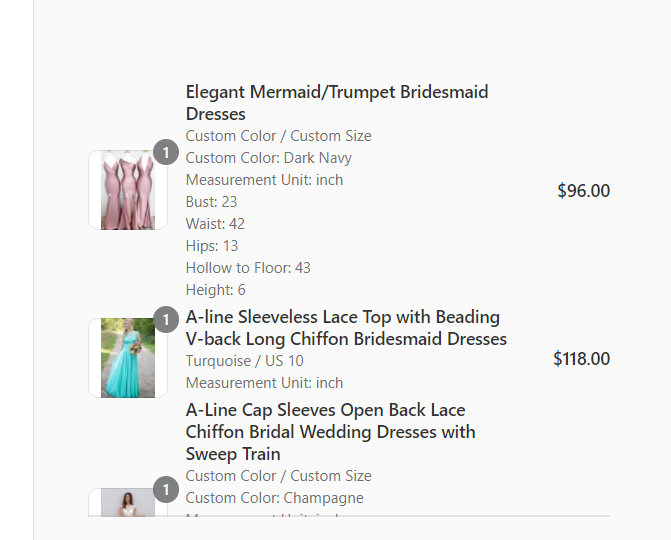 Elegant Mermaid/Trumpet Bridesmaid
Dresses
Custom Color / Custom Size
1
Custom Color: Dark Navy
Measurement Unit: inch
$96.00
Bust: 23
Waist: 42
Hips: 13
Hollow to Floor: 43
Height: 6
1
A-line Sleeveless Lace Top with Beading
V-back Long Chiffon Bridesmaid Dresses
$118.00
Turquoise / US 10
Measurement Unit: inch
A-Line Cap Sleeves Open Back Lace
Chiffon Bridal Wedding Dresses with
Sweep Train
Custom Color / Custom Size
1
Custom Color: Champagne